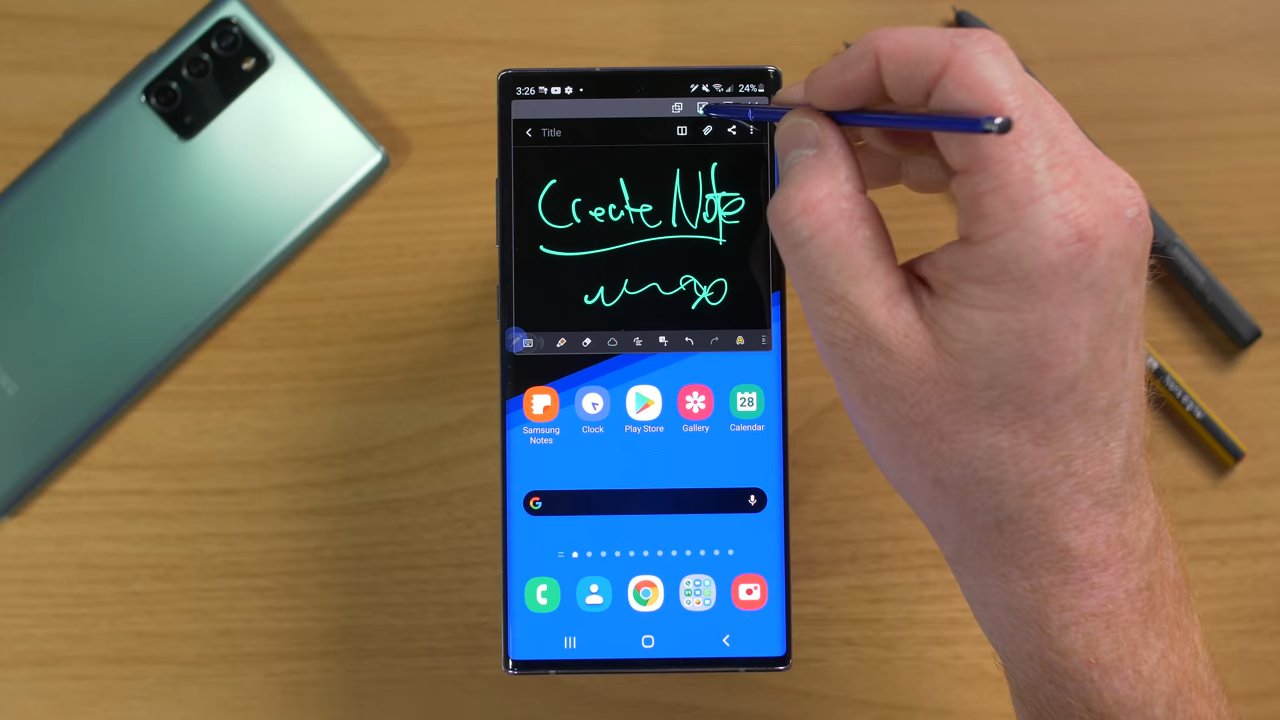 3:26
24%
Title
Create Note
Samsung Notes
Clock
Play Store
Gallery
28
Calendar
G